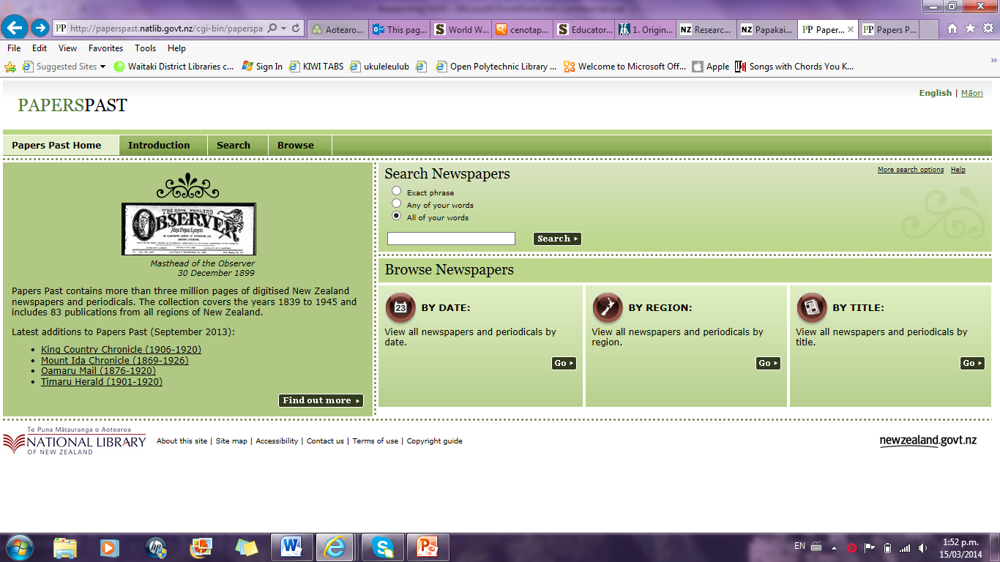 http://paperspast.natlib.govt.nz/cgi-bin/paperspa
PP
Aotearo...
This pag...
World W...
cenotap...
Educator...
1. Origin...
NZ Researc...
NZ Papakai...
PP Paper...
PP Papers P...
File Edit View Favorites Tools Help
Suggested Sites
Waitaki District Libraries c...
Sign In
KIWI TABS
ukuleleulub
Open Polytechnic Library ...
Welcome to Microsoft Off...
Apple
Songs with Chords You K...
English | Māori
PAPERSPAST
Papers Past Home
Introduction
Search
Browse
OBSERVER
Masthead of the Observer
30 December 1899
Papers Past contains more than three million pages of digitised New Zealand
newspapers and periodicals. The collection covers the years 1839 to 1945 and
includes 83 publications from all regions of New Zealand.
Latest additions to Papers Past (September 2013):
• King Country Chronicle (1906-1920)
• Mount Ida Chronicle (1869-1926)
• Oamaru Mail (1876-1920)
• Timaru Herald (1901-1920)
Find out more
Search Newspapers
More search options Help
Exact phrase
Any of your words
All of your words
Search
Browse Newspapers
23
BY DATE:
View all newspapers and periodicals by
date.
Go
BY REGION:
View all newspapers and periodicals by
region.
Go
BY TITLE:
View all newspapers and periodicals by
title.
Go
Te Puna Mātauranga o Aotearoa
NATIONAL LIBRARY
OF NEW ZEALAND
About this site | Site map | Accessibility | Contact us | Terms of use | Copyright guide
newzealand.govt.nz
EN
1:52 p.m.
15/03/2014